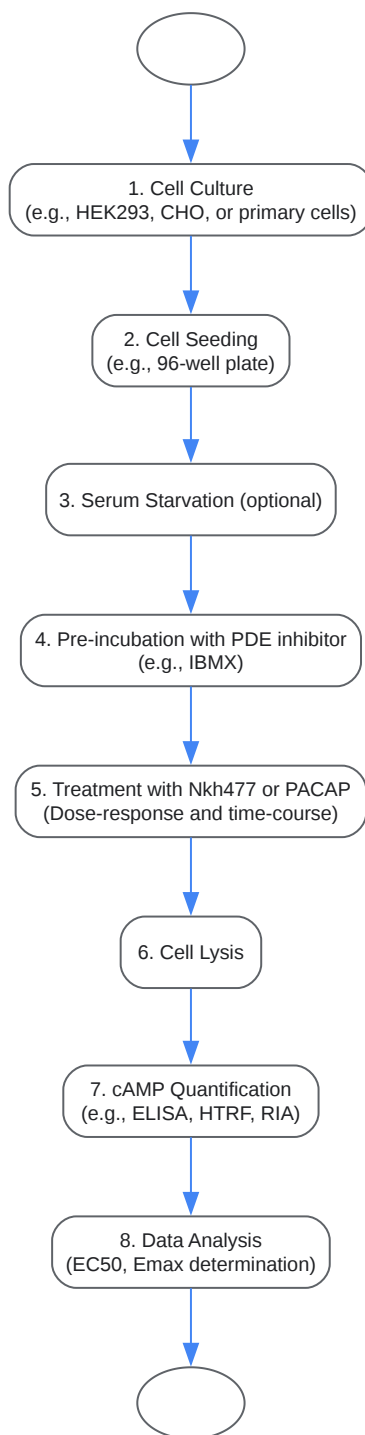 1. Cell Culture
(e.g., HEK293, CHO, or primary cells)
2. Cell Seeding
(e.g., 96-well plate)
3. Serum Starvation (optional)
4. Pre-incubation with PDE inhibitor
(e.g., IBMX)
5. Treatment with Nkh477 or PACAP
(Dose-response and time-course)
6. Cell Lysis
7. cAMP Quantification
(e.g., ELISA, HTRF, RIA)
8. Data Analysis
(EC50, Emax determination)